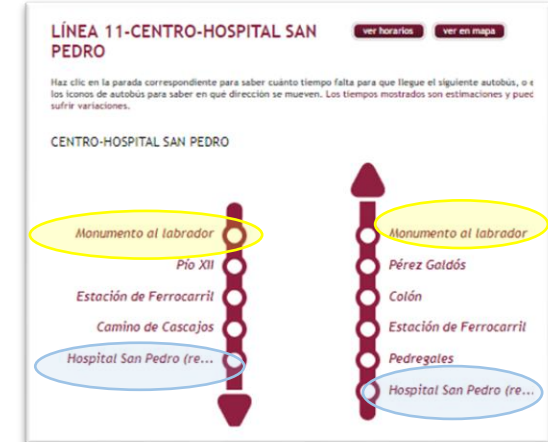 LÍNEA 11-CENTRO-HOSPITAL SAN
PEDRO
ver horarios
ver en mapa
Haz clic en la parada correspondiente para saber cuánto tiempo falta para que llegue el siguiente autobús, o
los iconos de autobús para saber en qué dirección se mueven. Los tiempos mostrados son estimaciones y
sufrir variaciones.
CENTRO-HOSPITAL SAN PEDRO
Monumento al labrador
Pío XII
Estación de Ferrocarril
Camino de Cascajos
Hospital San Pedro (re...
Monumento al labrador
Pérez Galdós
Colón
Estación de Ferrocarril
Pedregales
Hospital San Pedro (re...